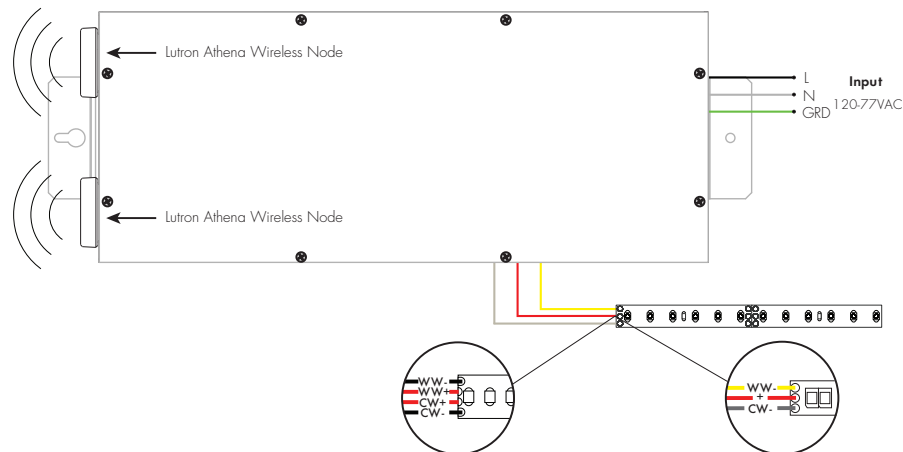 Lutron Athena Wireless Node
L
Input
N
120-77VAC
GRD
Lutron Athena Wireless Node
WW-
WW+
CW+
CW-
WW-
+
CW-